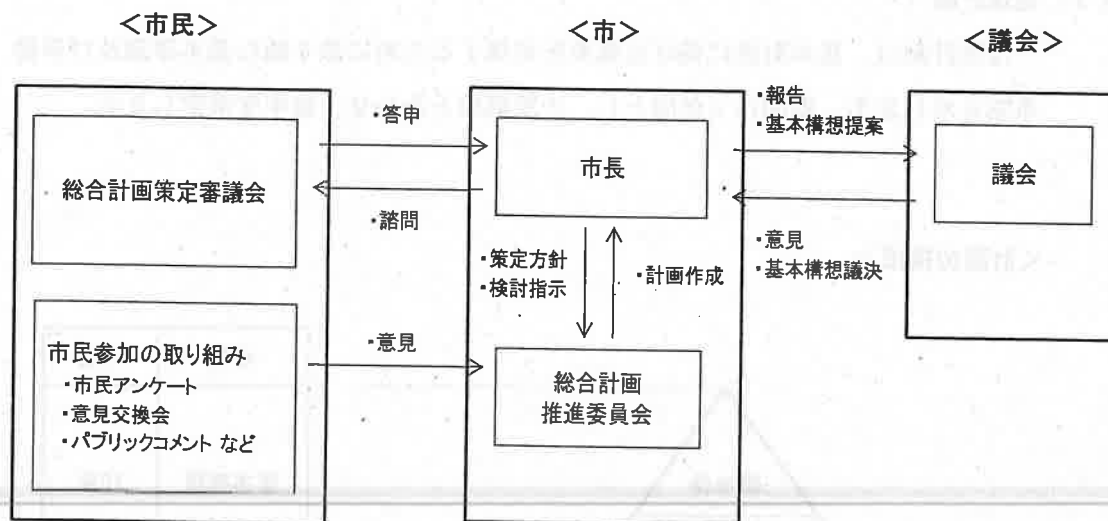 <市民>
<市>
<議会>
総合計画策定審議会
・答申
・諮問
市長
・報告
・基本構想提案
議会
・意見
・基本構想議決
・策定方針
・検討指示
・計画作成
市民参加の取り組み
・市民アンケート
・意見交換会
・パブリックコメント など
・意見
総合計画
推進委員会